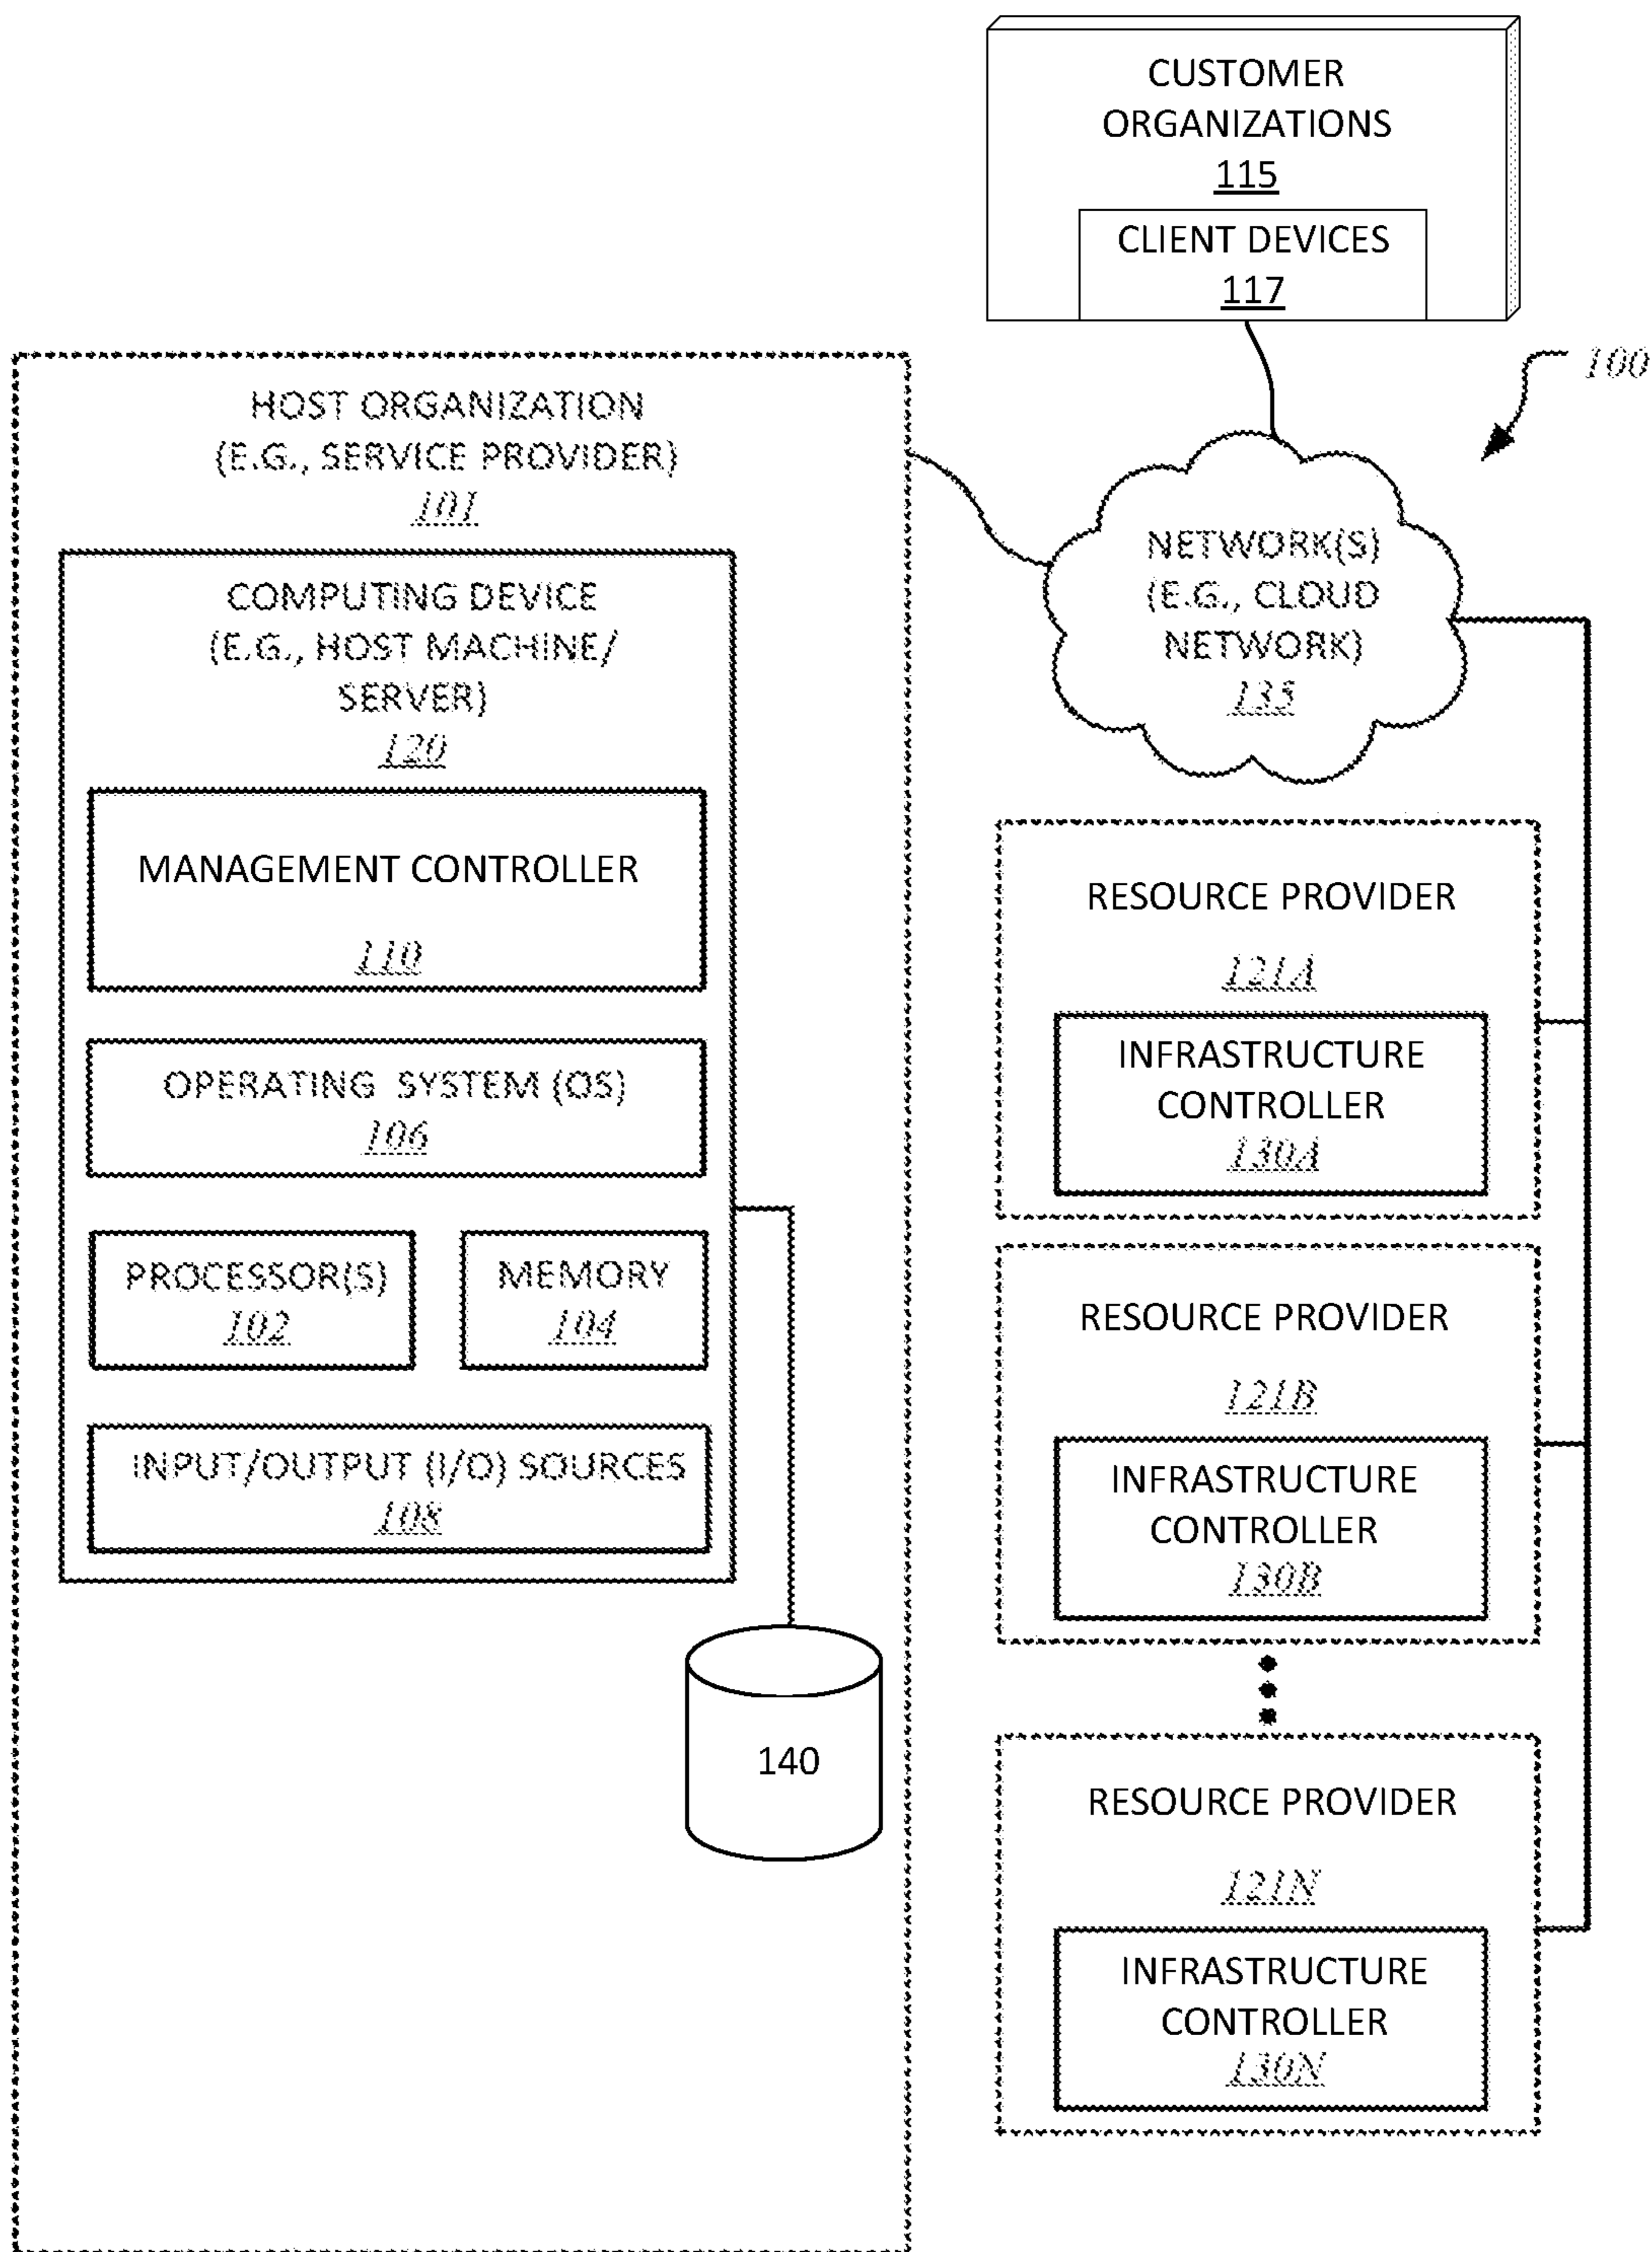 CUSTOMER
ORGANIZATIONS
115
CLIENT DEVICES
117
100
HOST ORGANIZATION
(E.G., SERVICE PROVIDER)
101
COMPUTING DEVICE
(E.G., HOST MACHINE/
SERVER)
120
MANAGEMENT CONTROLLER
110
OPERATING SYSTEM (OS)
106
PROCESSOR(S)
102
MEMORY
104
INPUT/OUTPUT (I/O) SOURCES
108
140
NETWORK(S)
(E.G., CLOUD
NETWORK)
135
RESOURCE PROVIDER
121A
INFRASTRUCTURE
CONTROLLER
130A
RESOURCE PROVIDER
121B
INFRASTRUCTURE
CONTROLLER
130B
RESOURCE PROVIDER
121N
INFRASTRUCTURE
CONTROLLER
130N